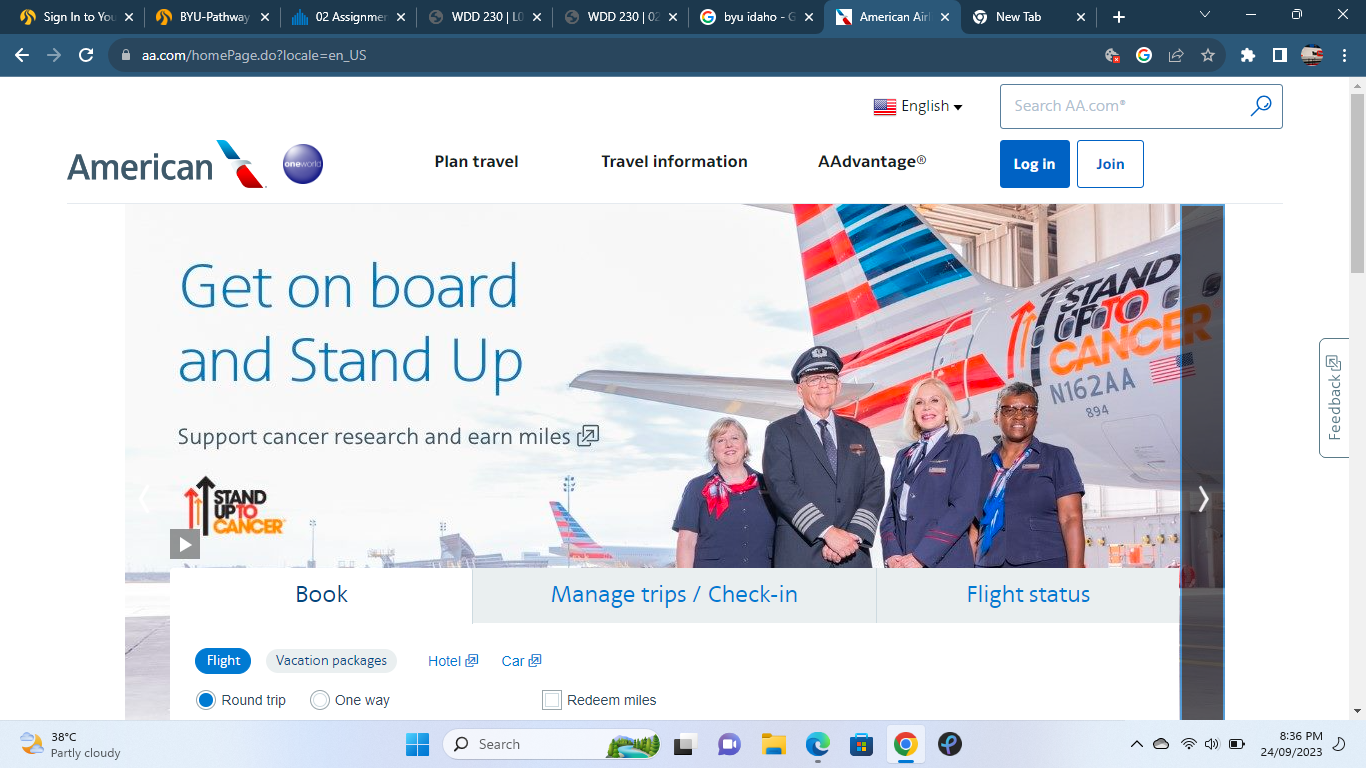 Sign In to You
BYU-Pathway
02 Assignmen
WDD 230 | L0
WDD 230 | 02
byu idaho - G
American Airl
New Tab
aa.com/homePage.do?locale=en_US
English
Search AA.com®
American
oneworld
Plan travel
Travel information
AAdvantage®
Log in
Join
Get on board
and Stand Up
Support cancer research and earn miles
STAND
UP TO
CANCER
STAND
UP TO
CANCER
N162AA
894
Feedback
Book
Manage trips / Check-in
Flight status
Flight
Vacation packages
Hotel
Car
Round trip
One way
Redeem miles
38°C
Partly cloudy
Search
8:36 PM
24/09/2023